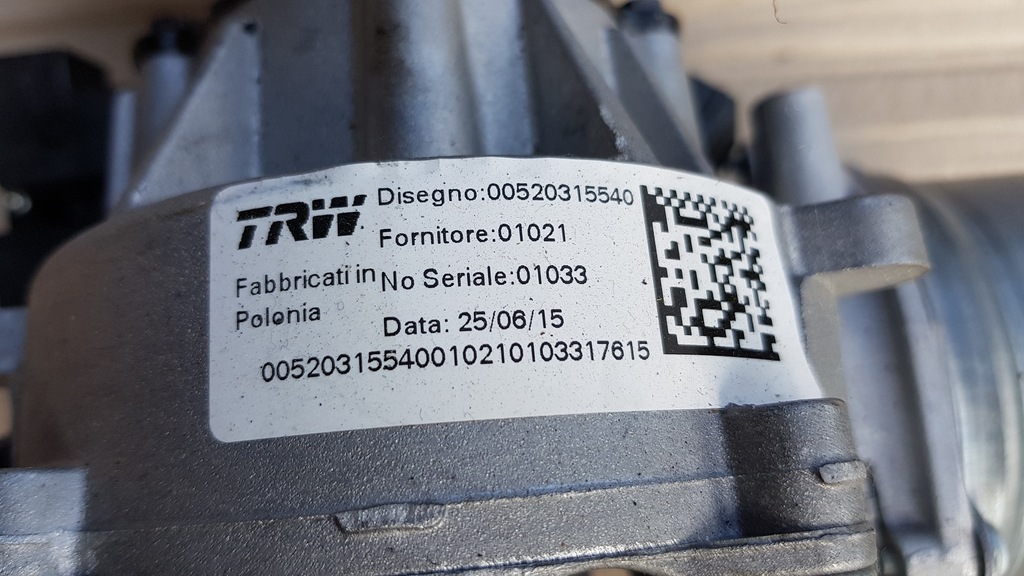 TRW
Disegno:00520315540
Fornitore:01021
Fabbricati in
Polonia
No Seriale:01033
Data: 25/06/15
00520315540010210103317615